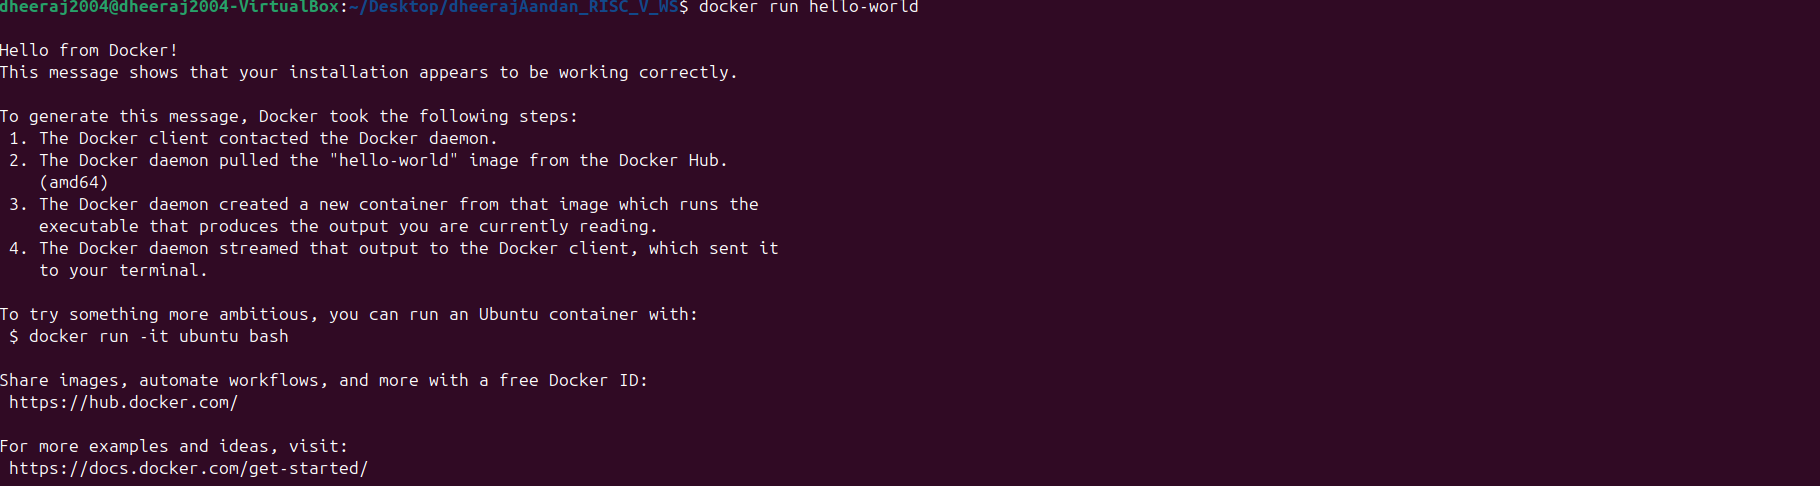 dheeraj2004@dheeraj2004-VirtualBox:~/Desktop/dheerajAandan_RISC_V_WS$ docker run hello-world
Hello from Docker!
This message shows that your installation appears to be working correctly.
To generate this message, Docker took the following steps:
1. The Docker client contacted the Docker daemon.
2. The Docker daemon pulled the "hello-world" image from the Docker Hub.
(amd64)
3. The Docker daemon created a new container from that image which runs the
executable that produces the output you are currently reading.
4. The Docker daemon streamed that output to the Docker client, which sent it
to your terminal.
To try something more ambitious, you can run an Ubuntu container with:
$ docker run -it ubuntu bash
Share images, automate workflows, and more with a free Docker ID:
https://hub.docker.com/
For more examples and ideas, visit:
https://docs.docker.com/get-started/